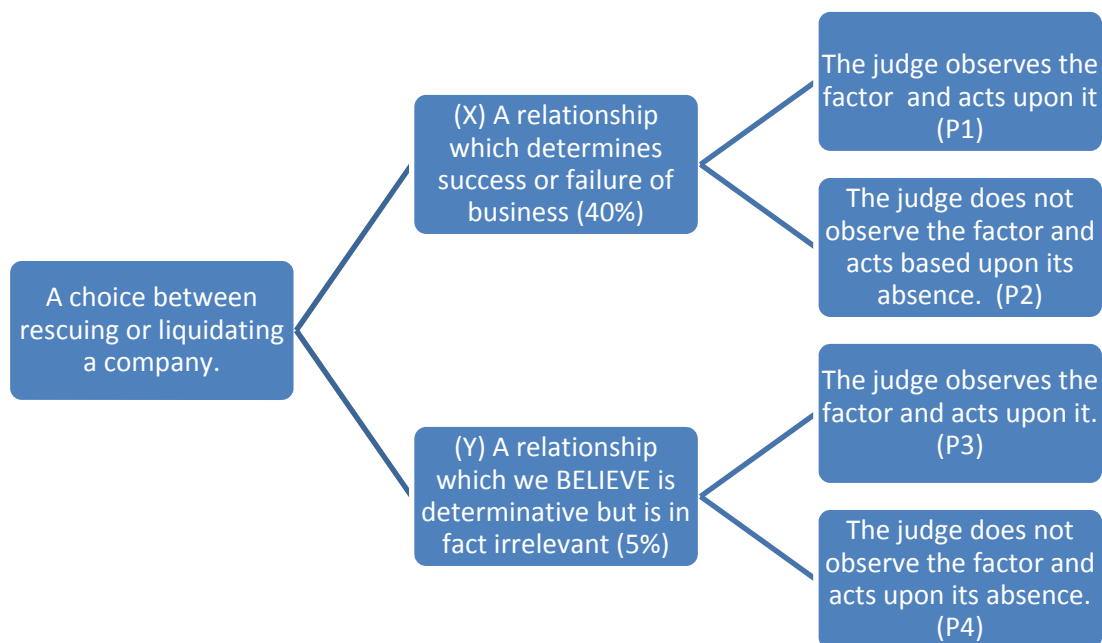 A choice between
rescuing or liquidating
a company.
(X) A relationship
which determines
success or failure of
business (40%)
(Y) A relationship
which we BELIEVE is
determinative but is in
fact irrelevant (5%)
The judge observes the
factor and acts upon it
(P1)
The judge does not
observe the factor and
acts based upon its
absence. (P2)
The judge observes the
factor and acts upon it.
(P3)
The judge does not
observe the factor and
acts upon its absence.
(P4)